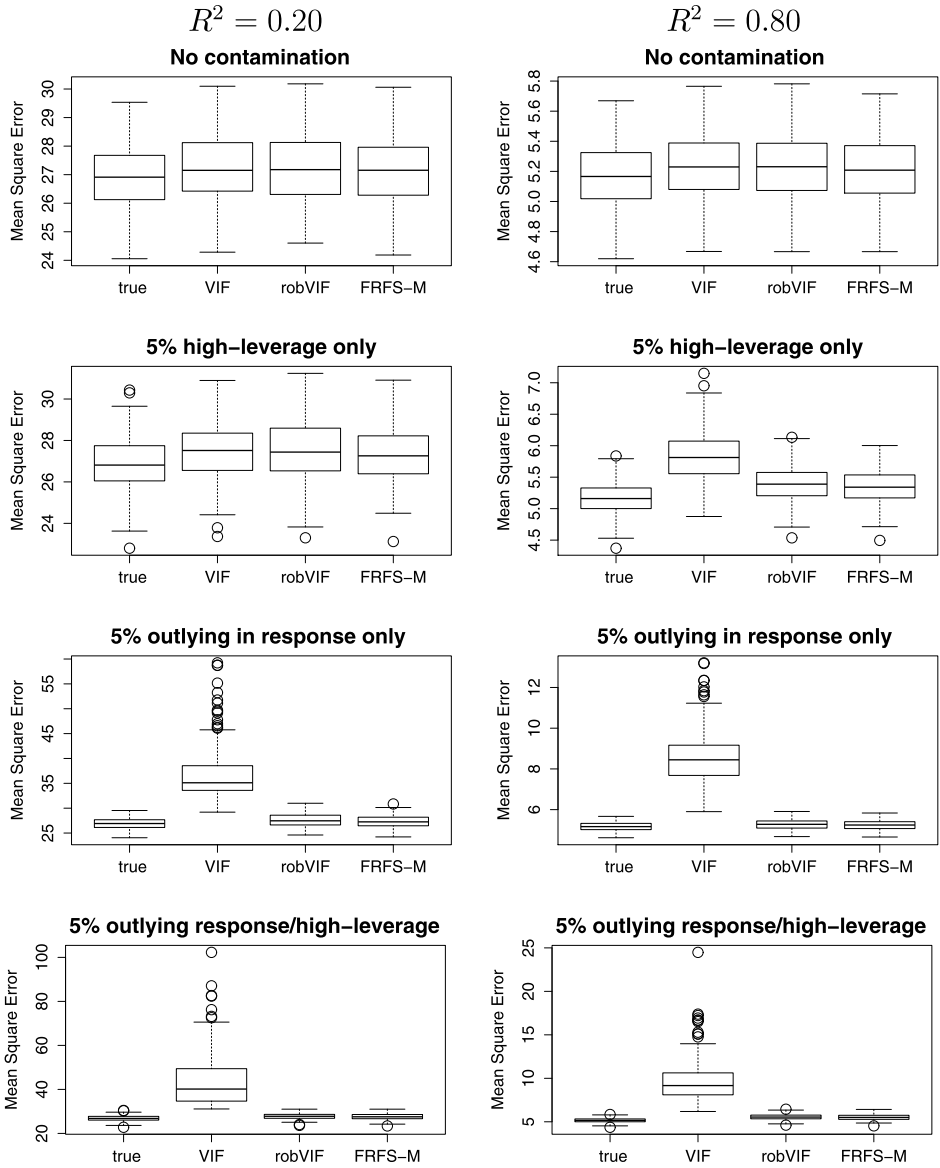 R² = 0.20
R² = 0.80
No contamination
Mean Square Error
30
29
28
27
26
25
24
true VIF robVIF FRFS−M
No contamination
Mean Square Error
5.8
5.6
5.4
5.2
5.0
4.8
4.6
true VIF robVIF FRFS−M
5% high−leverage only
Mean Square Error
30
28
26
24
true VIF robVIF FRFS−M
5% high−leverage only
Mean Square Error
7.0
6.5
6.0
5.5
5.0
4.5
true VIF robVIF FRFS−M
5% outlying in response only
Mean Square Error
55
45
35
25
true VIF robVIF FRFS−M
5% outlying in response only
Mean Square Error
12
10
8
6
true VIF robVIF FRFS−M
5% outlying response/high−leverage
Mean Square Error
100
80
60
40
20
true VIF robVIF FRFS−M
5% outlying response/high−leverage
Mean Square Error
25
20
15
10
5
true VIF robVIF FRFS−M